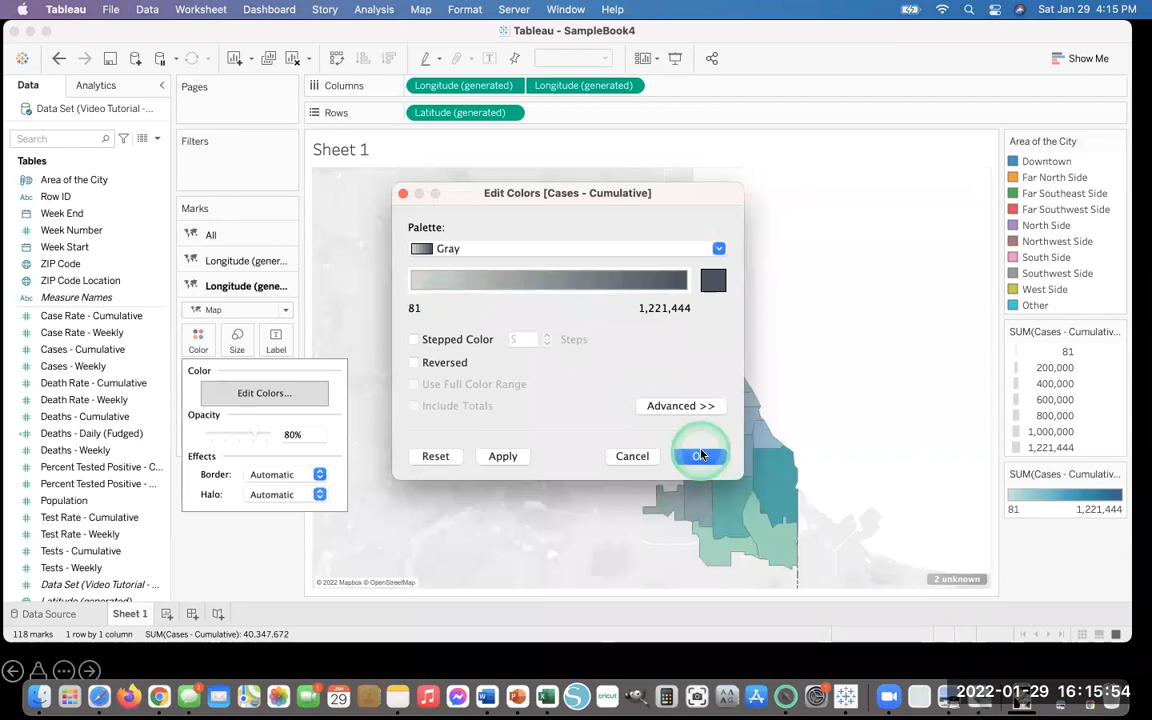 Tableau File Data Worksheet Dashboard Story Analysis Map Format Server Window Help Sat Jan 29 4:15 PM
Tableau - SampleBook4
Show Me
Data Analytics
Data Set (Video Tutorial -...
Search
Tables
Area of the City
Row ID
Week End
Week Number
Week Start
ZIP Code
ZIP Code Location
Measure Names
Case Rate - Cumulative
Case Rate - Weekly
Cases - Cumulative
Cases - Weekly
Death Rate - Cumulative
Death Rate - Weekly
Deaths - Cumulative
Deaths - Daily (Fudged)
Deaths - Weekly
Percent Tested Positive - C...
Percent Tested Positive - ...
Population
Test Rate - Cumulative
Test Rate - Weekly
Tests - Cumulative
Tests - Weekly
Data Set (Video Tutorial - ...
Latitude (generated)
Pages
Filters
Marks
All
Longitude (gener...
Longitude (gene...
Map
Color Size Label
Color
Edit Colors...
Opacity
80%
Effects
Border: Automatic
Halo: Automatic
Columns Longitude (generated) Longitude (generated)
Rows Latitude (generated)
Sheet 1
Edit Colors [Cases - Cumulative]
Palette:
Gray
81 1,221,444
Stepped Color 5 Steps
Reversed
Use Full Color Range
Include Totals
Advanced >>
Reset Apply Cancel
© 2022 Mapbox © OpenStreetMap
2 unknown
Area of the City
Downtown
Far North Side
Far Southeast Side
Far Southwest Side
North Side
Northwest Side
South Side
Southwest Side
West Side
Other
SUM(Cases - Cumulativ...
81
200,000
400,000
600,000
800,000
1,000,000
1,221,444
SUM(Cases - Cumulativ...
81 1,221,444
Data Source Sheet 1
118 marks 1 row by 1 column SUM(Cases - Cumulative): 40,347,672
2022-01-29 16:15:54